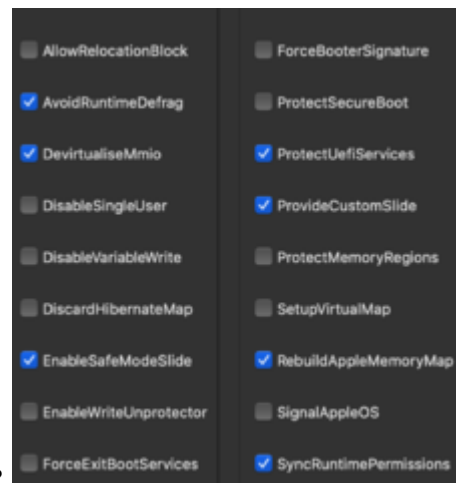 AllowRelocationBlock
AvoidRuntimeDefrag
DevirtualiseMmio
DisableSingleUser
DisableVariableWrite
DiscardHibernateMap
EnableSafeModeSlide
EnableWriteUnprotector
ForceExitBootServices
ForceBooterSignature
ProtectSecureBoot
ProtectUefiServices
ProvideCustomSlide
ProtectMemoryRegions
SetupVirtualMap
RebuildAppleMemoryMap
SignalAppleOS
SyncRuntimePermissions